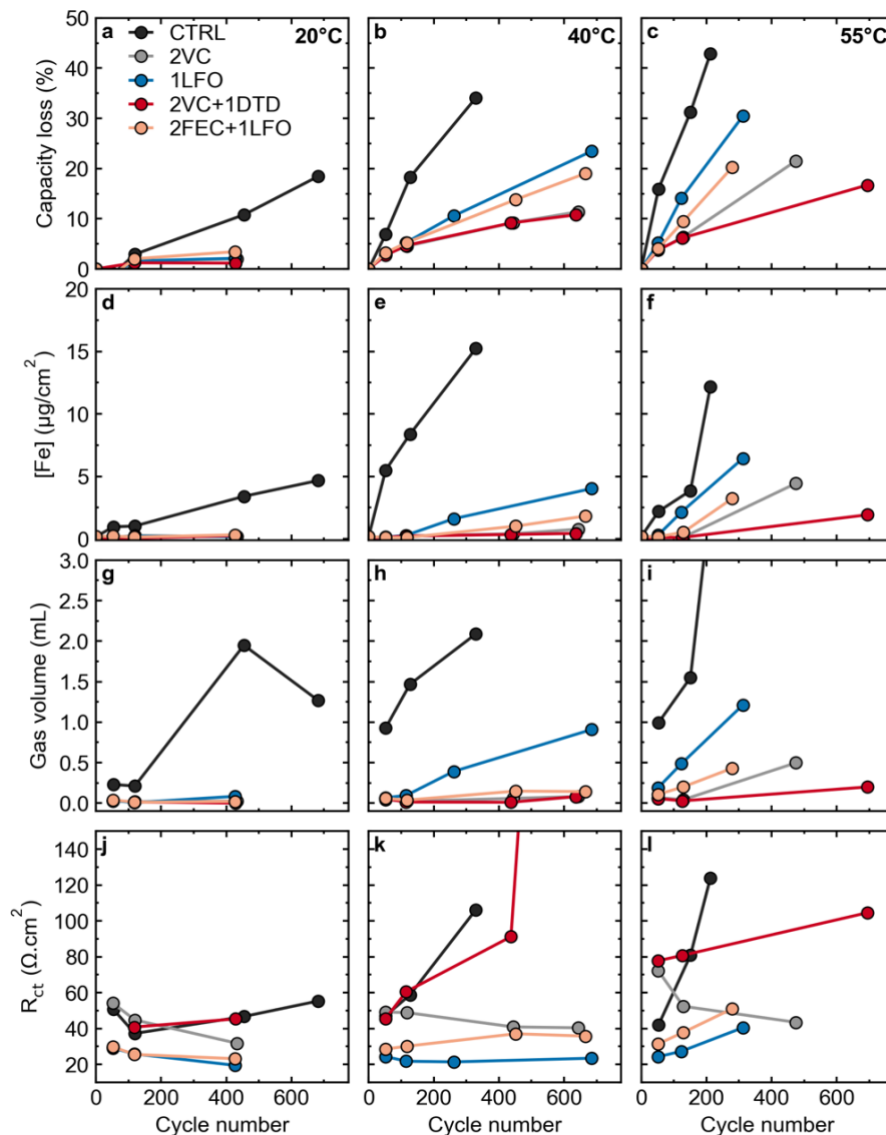 a 20°C b 40°C c 55°C
CTRL
2VC
1LFO
2VC+1DTD
2FEC+1LFO
Capacity loss (%)
50
40
30
20
10
0
d e f
[Fe] (µg/cm²)
20
15
10
5
0
g h i
Gas volume (mL)
3.0
2.5
2.0
1.5
1.0
0.5
0.0
j k l
R_ct (Ω.cm²)
140
120
100
80
60
40
20
0 200 400 600 0 200 400 600 0 200 400 600
Cycle number Cycle number Cycle number